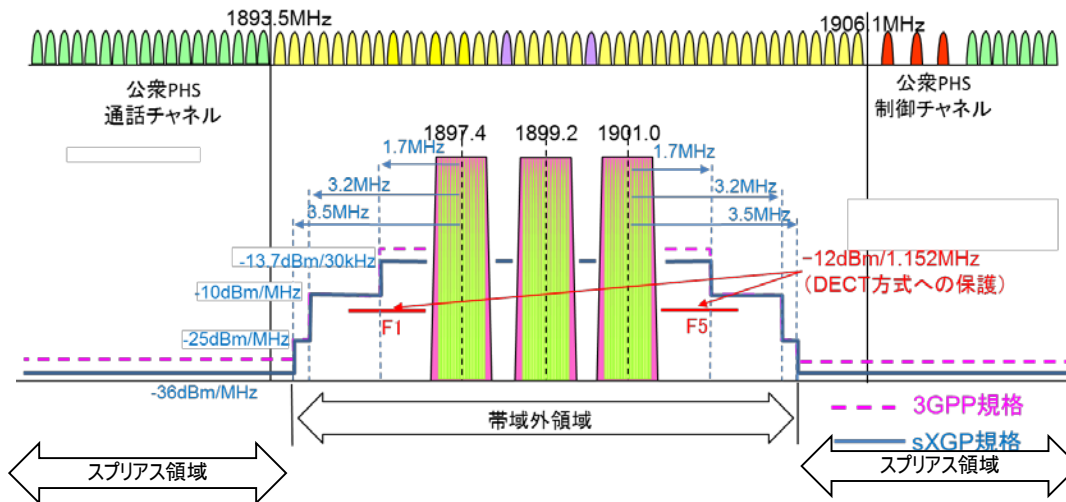 1893.5MHz
1906.1MHz
公衆PHS
通話チャネル
公衆PHS
制御チャネル
1897.4
1899.2
1901.0
1.7MHz
1.7MHz
3.2MHz
3.2MHz
3.5MHz
3.5MHz
-13.7dBm/30kHz
−12dBm/1.152MHz
（DECT方式への保護）
-10dBm/MHz
F1
F5
-25dBm/MHz
-36dBm/MHz
3GPP規格
帯域外領域
sXGP規格
スプリアス領域
スプリアス領域